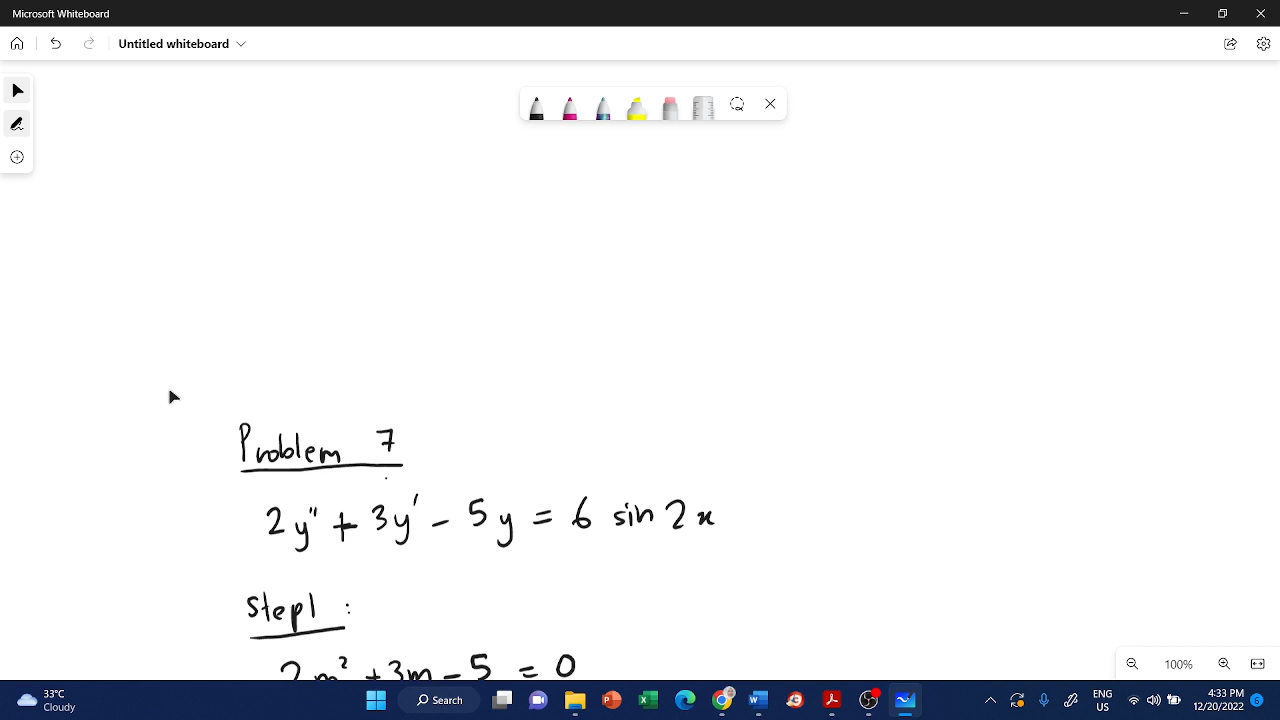 Microsoft Whiteboard
Untitled whiteboard
Problem 7
2y" + 3y' - 5y = 6 sin 2x
Step1 :
2m² + 3m - 5 = 0
100%
33°C
Cloudy
Search
ENG
US
4:33 PM
12/20/2022
5